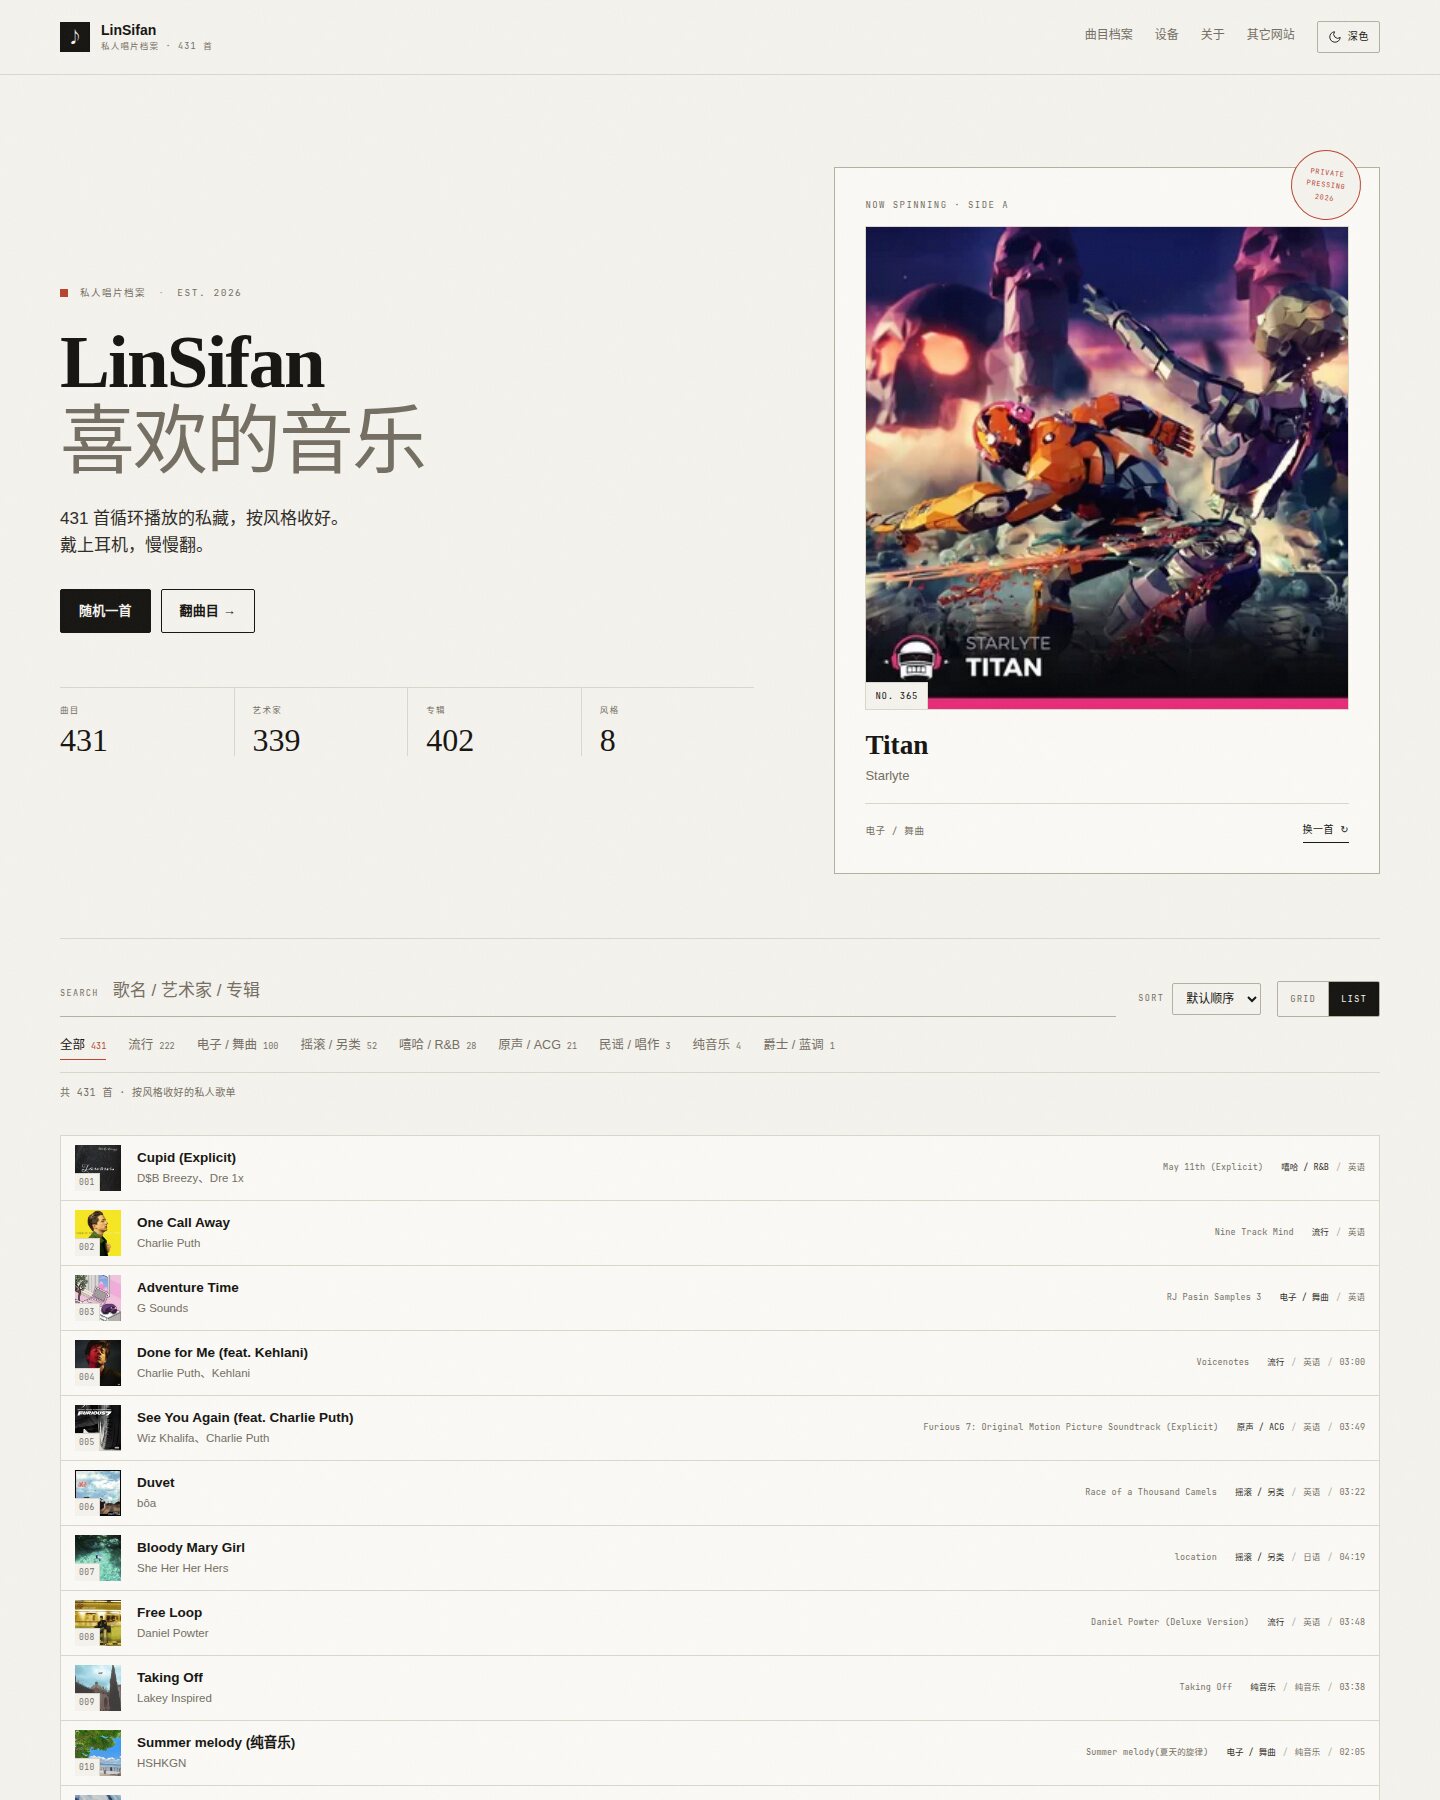 LinSifan
私人唱片档案 · 431 首
曲目档案 设备 关于 其它网站 深色
私人唱片档案 · EST. 2026
LinSifan
喜欢的音乐
431 首循环播放的私藏，按风格收好。
戴上耳机，慢慢翻。
随机一首 翻曲目 →
曲目 艺术家 专辑 风格
431 339 402 8
PRIVATE
PRESSING
2026
NOW SPINNING · SIDE A
STARLYTE
TITAN
NO. 365
Titan
Starlyte
电子 / 舞曲 换一首 ↻
SEARCH 歌名 / 艺术家 / 专辑 SORT 默认顺序 GRID LIST
全部 431 流行 222 电子 / 舞曲 100 摇滚 / 另类 52 嘻哈 / R&B 28 原声 / ACG 21 民谣 / 唱作 3 纯音乐 4 爵士 / 蓝调 1
共 431 首 · 按风格收好的私人歌单
001 Cupid (Explicit)
D$B Breezy、Dre 1x
May 11th (Explicit) 嘻哈 / R&B / 英语
002 One Call Away
Charlie Puth
Nine Track Mind 流行 / 英语
003 Adventure Time
G Sounds
RJ Pasin Samples 3 电子 / 舞曲 / 英语
004 Done for Me (feat. Kehlani)
Charlie Puth、Kehlani
Voicenotes 流行 / 英语 / 03:00
FURIOUS7
005 See You Again (feat. Charlie Puth)
Wiz Khalifa、Charlie Puth
Furious 7: Original Motion Picture Soundtrack (Explicit) 原声 / ACG / 英语 / 03:49
006 Duvet
bôa
Race of a Thousand Camels 摇滚 / 另类 / 英语 / 03:22
007 Bloody Mary Girl
She Her Her Hers
location 摇滚 / 另类 / 日语 / 04:19
008 Free Loop
Daniel Powter
Daniel Powter (Deluxe Version) 流行 / 英语 / 03:48
009 Taking Off
Lakey Inspired
Taking Off 纯音乐 / 纯音乐 / 03:38
010 Summer melody (纯音乐)
HSHKGN
Summer melody(夏天的旋律) 电子 / 舞曲 / 纯音乐 / 02:05